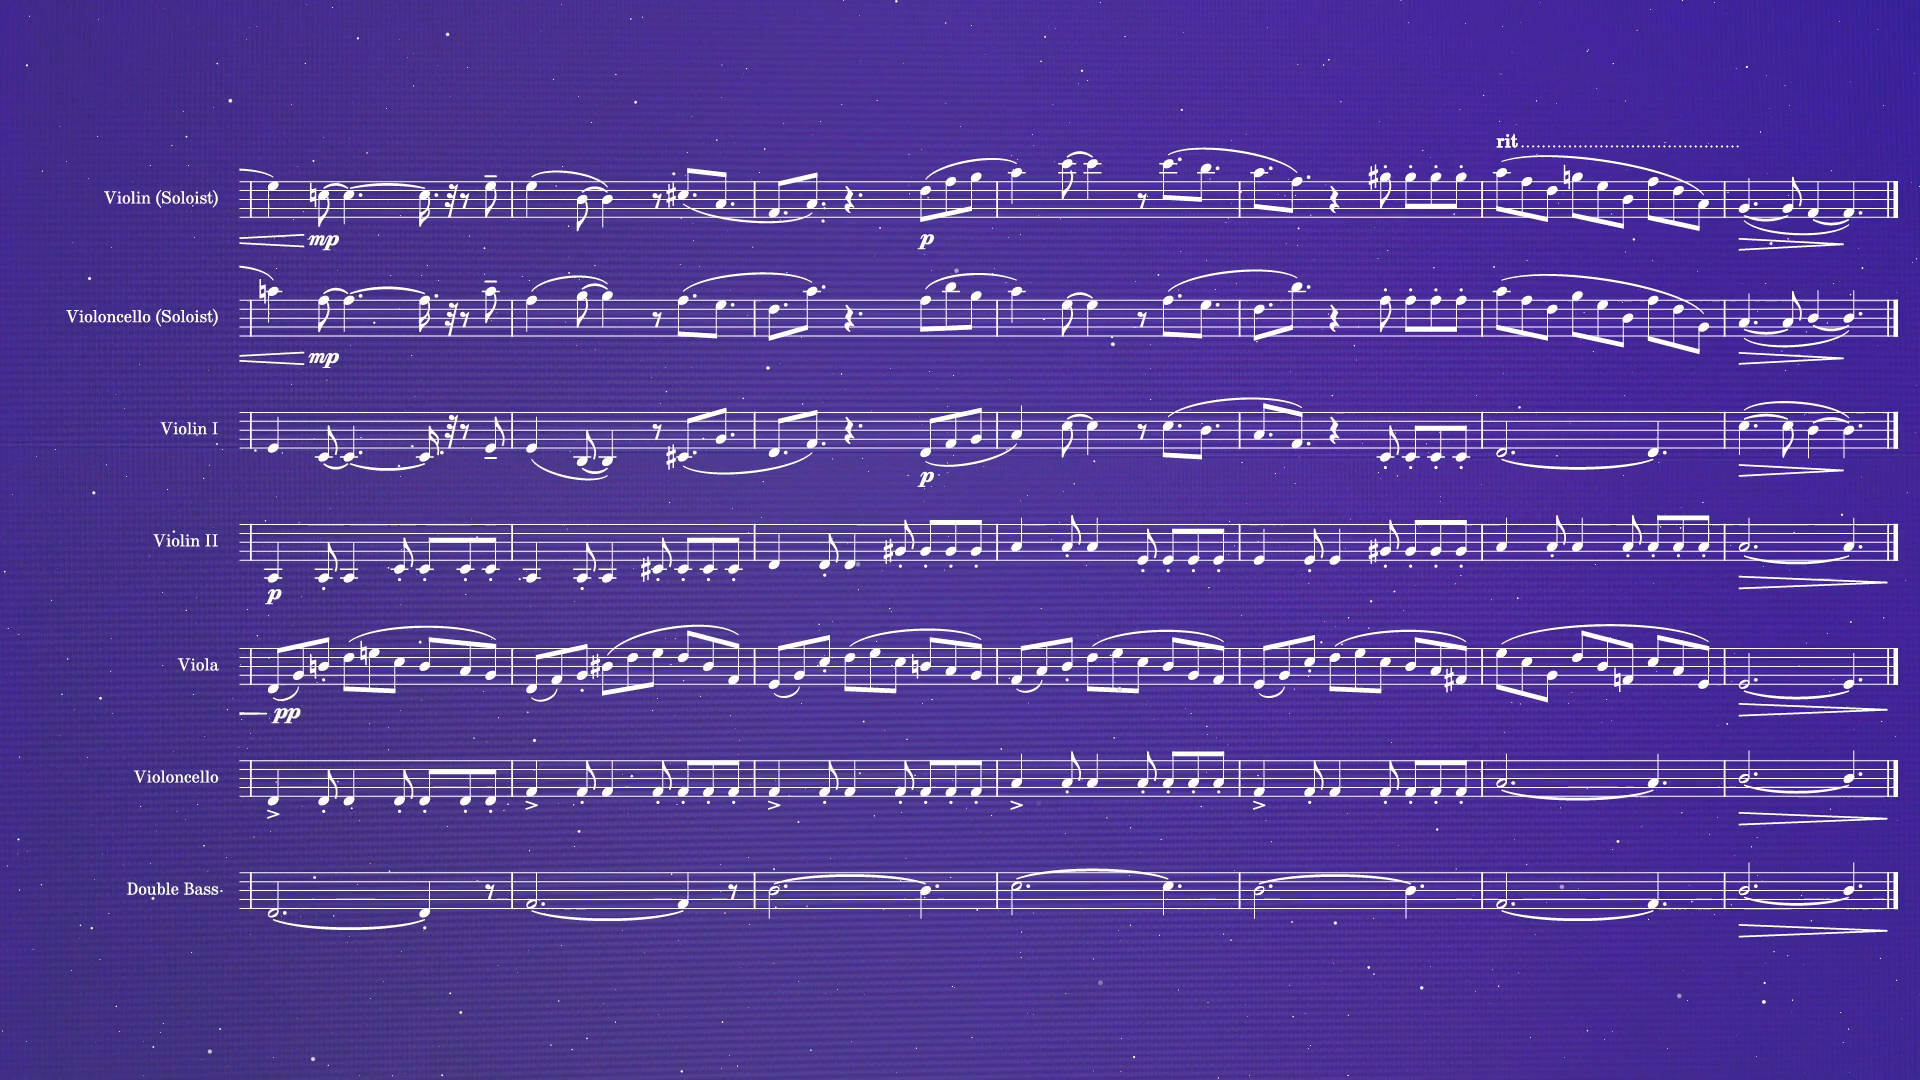 rit
Violin (Soloist)
mp
p
Violoncello (Soloist)
mp
Violin I
p
Violin II
p
Viola
pp
Violoncello
Double Bass